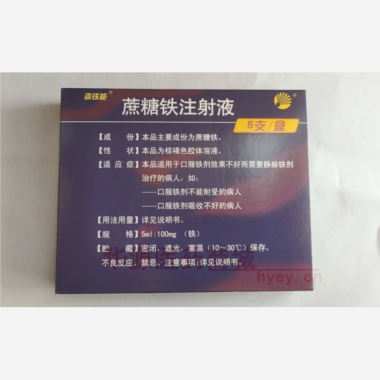 森铁能®
蔗糖铁注射液
5支/盒
【成 份】本品主要成份为蔗糖铁。
【性 状】本品为棕褐色胶体溶液。
【适 应 症】本品适用于口服铁剂效果不好而需要静脉铁剂
治疗的病人,如:
——口服铁剂不能耐受的病人
——口服铁剂吸收不好的病人
【用法用量】详见说明书。
【规 格】5ml:100mg (铁)
【贮 藏】密闭,遮光,室温(10～30℃)保存。
不良反应、禁忌、注意事项:详见说明书。
hyey.cn